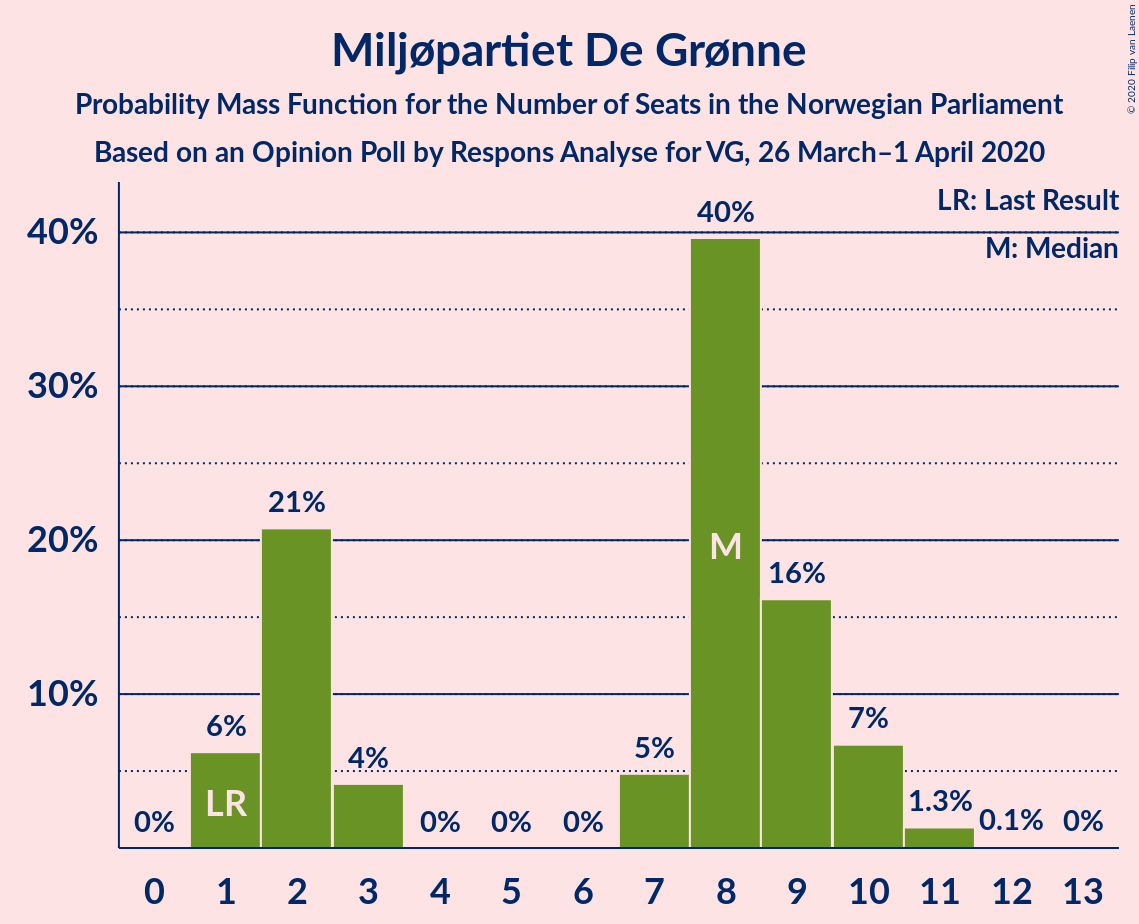 Miljøpartiet De Grønne
Probability Mass Function for the Number of Seats in the Norwegian Parliament
Based on an Opinion Poll by Respons Analyse for VG, 26 March–1 April 2020
© 2020 Filip van Laenen
LR: Last Result
M: Median
40%
30%
20%
10%
0%
6%
21%
4%
0%
0%
0%
5%
40%
16%
7%
1.3%
0.1%
0%
LR
M
0 1 2 3 4 5 6 7 8 9 10 11 12 13